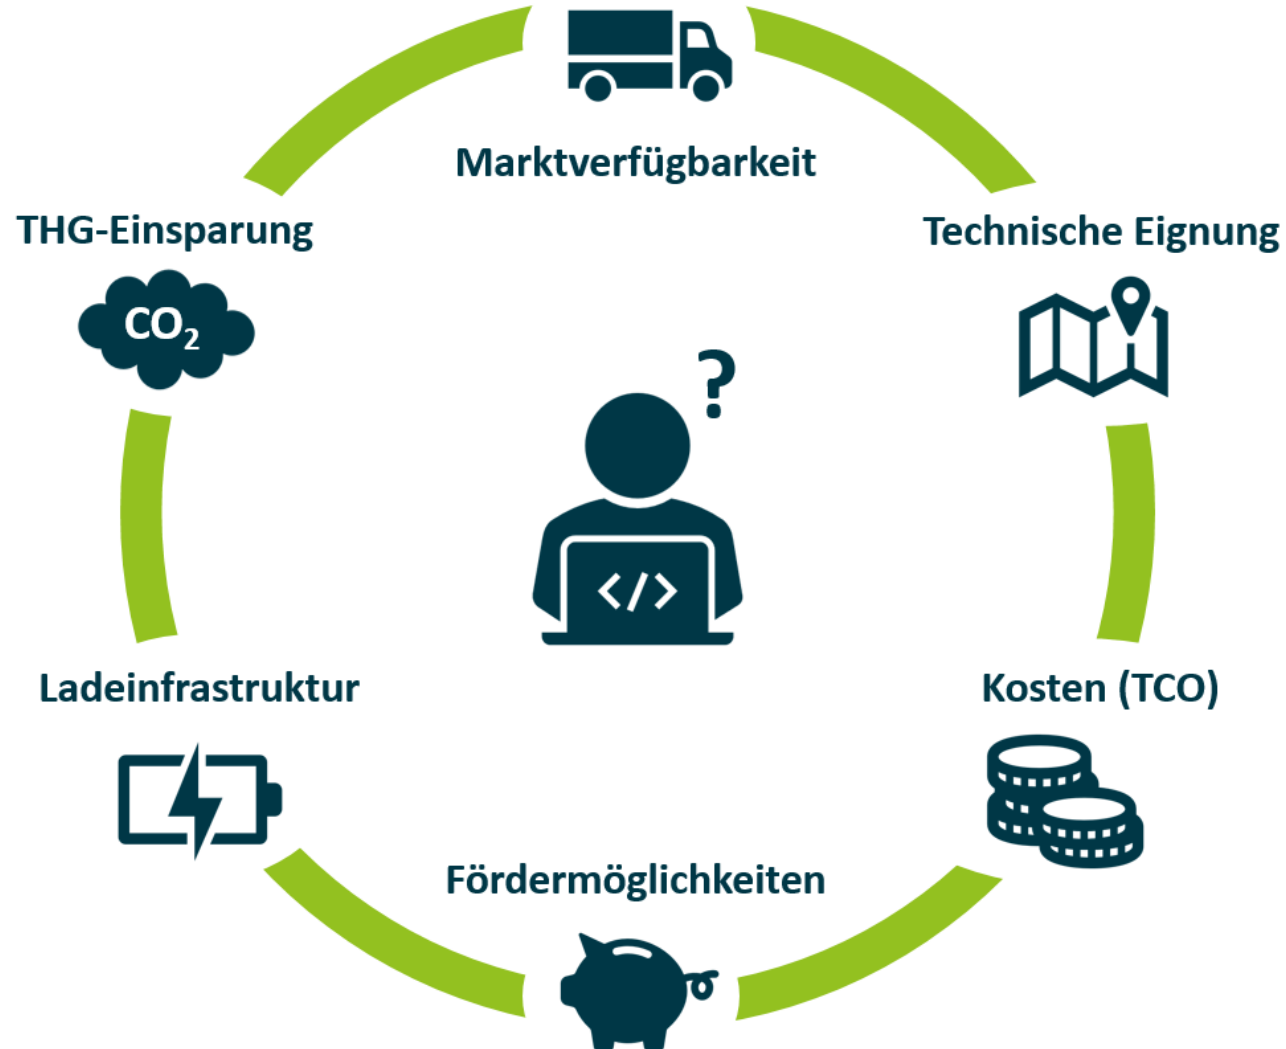 Marktverfügbarkeit
THG-Einsparung
Technische Eignung
CO₂
?
</>
Ladeinfrastruktur
Kosten (TCO)
Fördermöglichkeiten